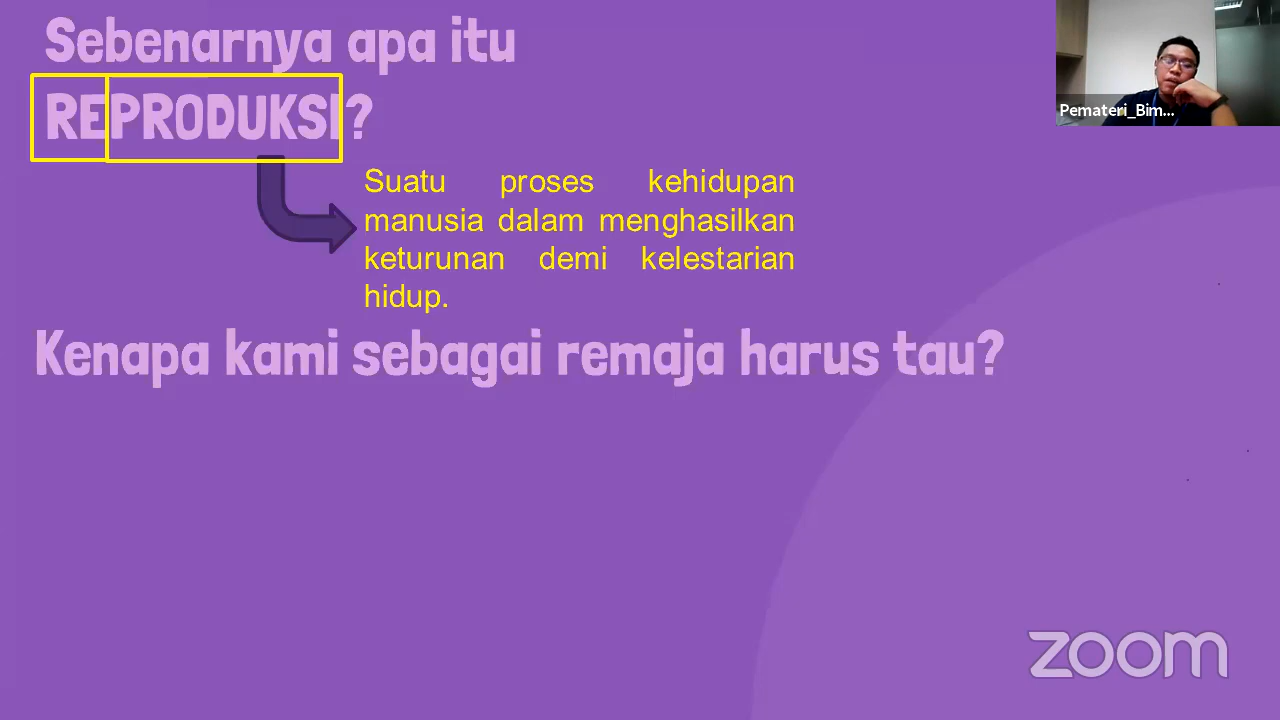 Sebenarnya apa itu
REPRODUKSI?
Suatu proses kehidupan
manusia dalam menghasilkan
keturunan demi kelestarian
hidup.
Kenapa kami sebagai remaja harus tau?
Pemateri_Bim...
zoom